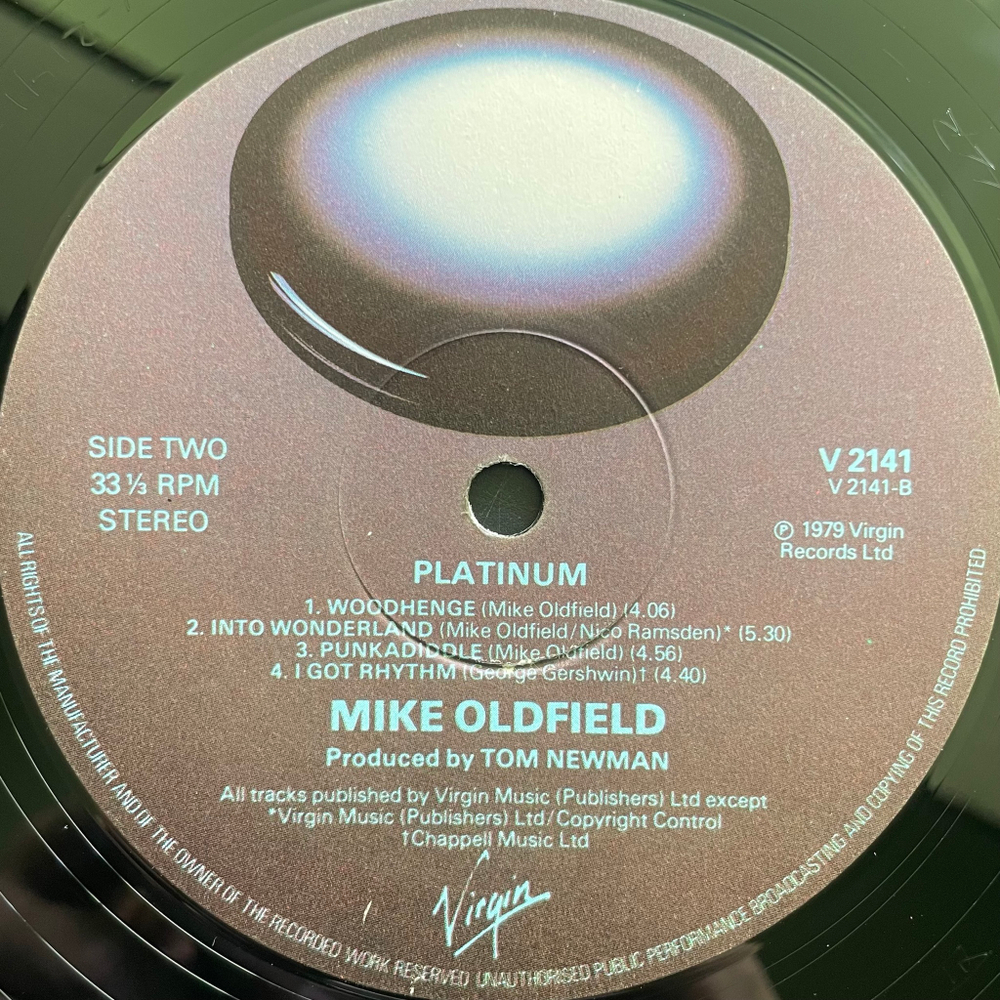 SIDE TWO
33 ⅓ RPM
STEREO
V 2141
V 2141-B
℗ 1979 Virgin
Records Ltd
PLATINUM
1. WOODHENGE (Mike Oldfield) (4.06)
2. INTO WONDERLAND (Mike Oldfield/Nico Ramsden)* (5.30)
3. PUNKADIDDLE (Mike Oldfield) (4.56)
4. I GOT RHYTHM (George Gershwin)† (4.40)
MIKE OLDFIELD
Produced by TOM NEWMAN
All tracks published by Virgin Music (Publishers) Ltd except
*Virgin Music (Publishers) Ltd/Copyright Control
†Chappell Music Ltd
Virgin
ALL RIGHTS OF THE MANUFACTURER AND OF THE OWNER OF THE RECORDED WORK RESERVED UNAUTHORISED PUBLIC PERFORMANCE BROADCASTING AND COPYING OF THIS RECORD PROHIBITED